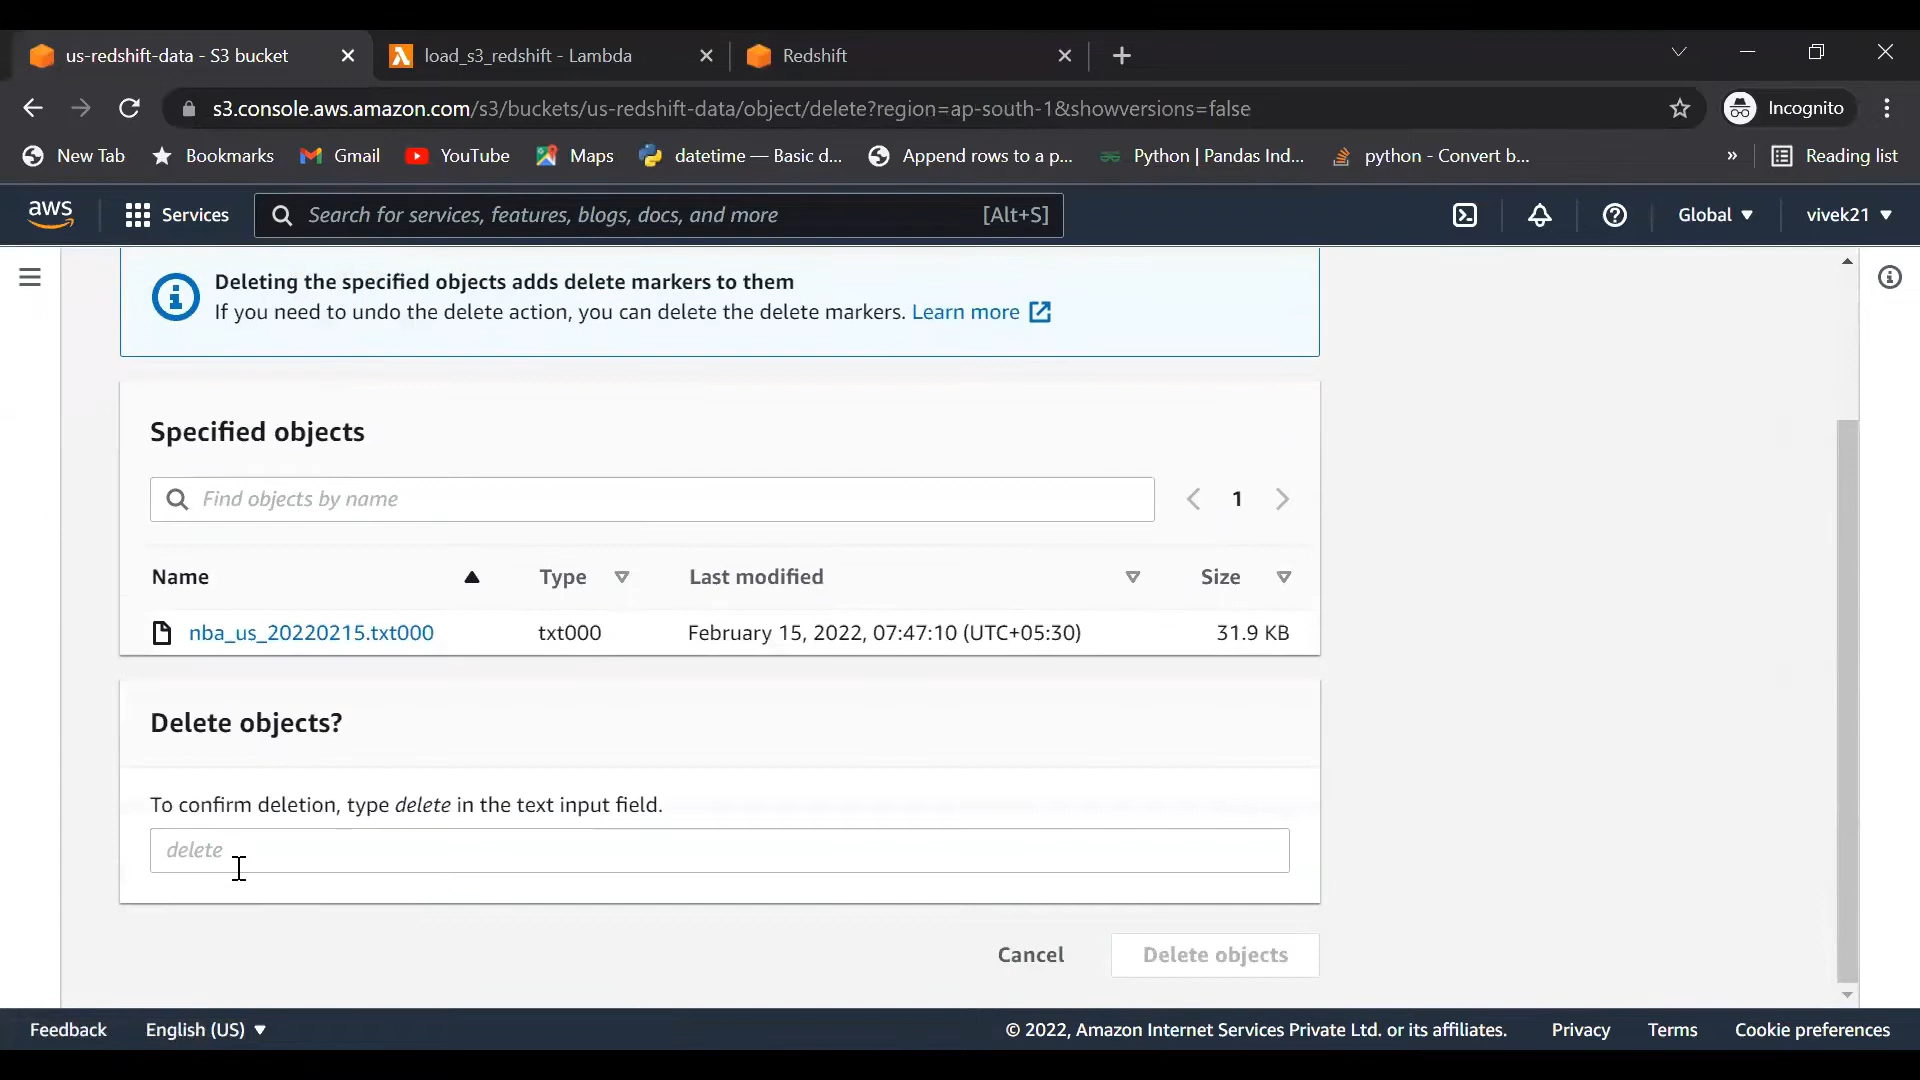 us-redshift-data - S3 bucket
load_s3_redshift - Lambda
Redshift
s3.console.aws.amazon.com/s3/buckets/us-redshift-data/object/delete?region=ap-south-1&showversions=false
Incognito
New Tab
Bookmarks
Gmail
YouTube
Maps
datetime — Basic d...
Append rows to a p...
Python | Pandas Ind...
python - Convert b...
»
Reading list
aws
Services
Search for services, features, blogs, docs, and more
[Alt+S]
Global
vivek21
Deleting the specified objects adds delete markers to them
If you need to undo the delete action, you can delete the delete markers. Learn more
Specified objects
Find objects by name
1
Name
Type
Last modified
Size
nba_us_20220215.txt000
txt000
February 15, 2022, 07:47:10 (UTC+05:30)
31.9 KB
Delete objects?
To confirm deletion, type delete in the text input field.
delete
Cancel
Delete objects
Feedback
English (US)
© 2022, Amazon Internet Services Private Ltd. or its affiliates.
Privacy
Terms
Cookie preferences